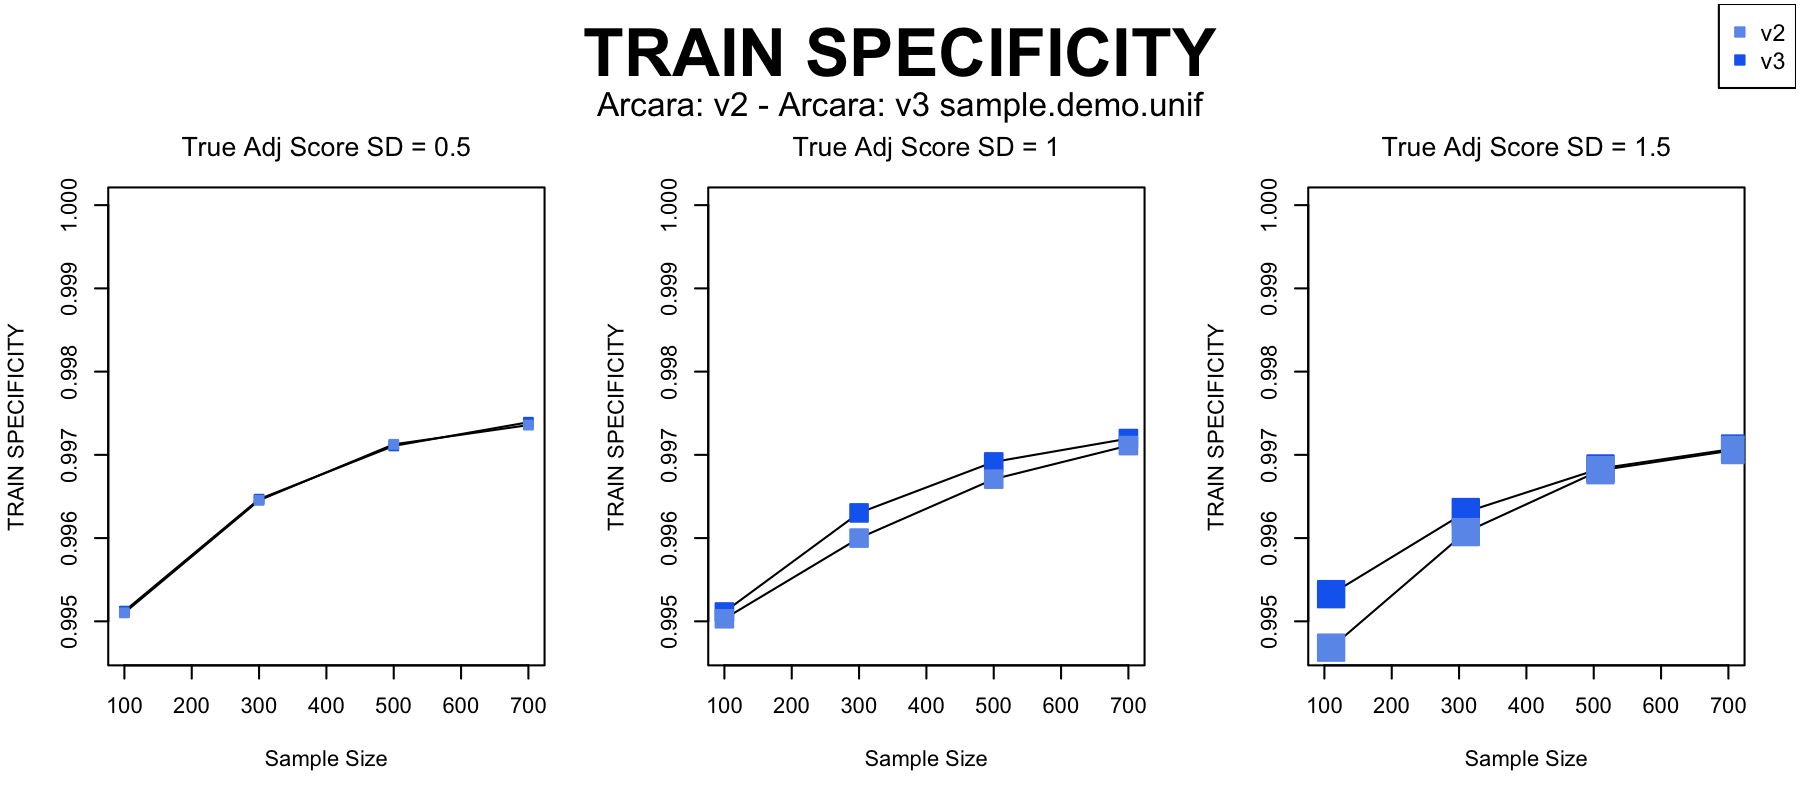 TRAIN SPECIFICITY
Arcara: v2 - Arcara: v3 sample.demo.unif
v2
v3
True Adj Score SD = 0.5
TRAIN SPECIFICITY
1.000
0.999
0.998
0.997
0.996
0.995
100 200 300 400 500 600 700
Sample Size
True Adj Score SD = 1
TRAIN SPECIFICITY
1.000
0.999
0.998
0.997
0.996
0.995
100 200 300 400 500 600 700
Sample Size
True Adj Score SD = 1.5
TRAIN SPECIFICITY
1.000
0.999
0.998
0.997
0.996
0.995
100 200 300 400 500 600 700
Sample Size